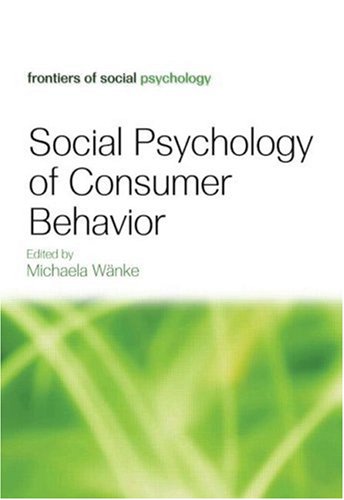 frontiers of social psychology
Social Psychology
of Consumer
Behavior
Edited by
Michaela Wänke